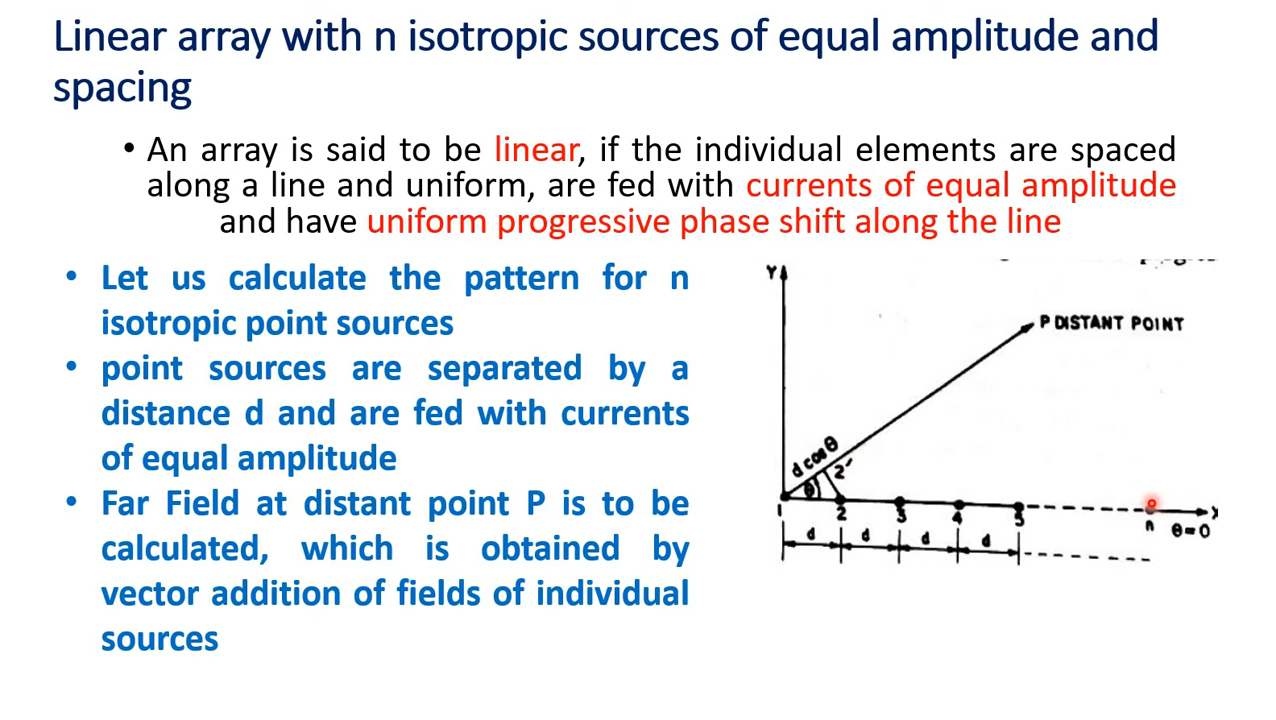 Linear array with n isotropic sources of equal amplitude and
spacing
• An array is said to be linear, if the individual elements are spaced
along a line and uniform, are fed with currents of equal amplitude
and have uniform progressive phase shift along the line
• Let us calculate the pattern for n
isotropic point sources
• point sources are separated by a
distance d and are fed with currents
of equal amplitude
• Far Field at distant point P is to be
calculated, which is obtained by
vector addition of fields of individual
sources
Y
P DISTANT POINT
d cos θ
2'
θ
1 2 3 4 5 n
X
θ=0
d d d d